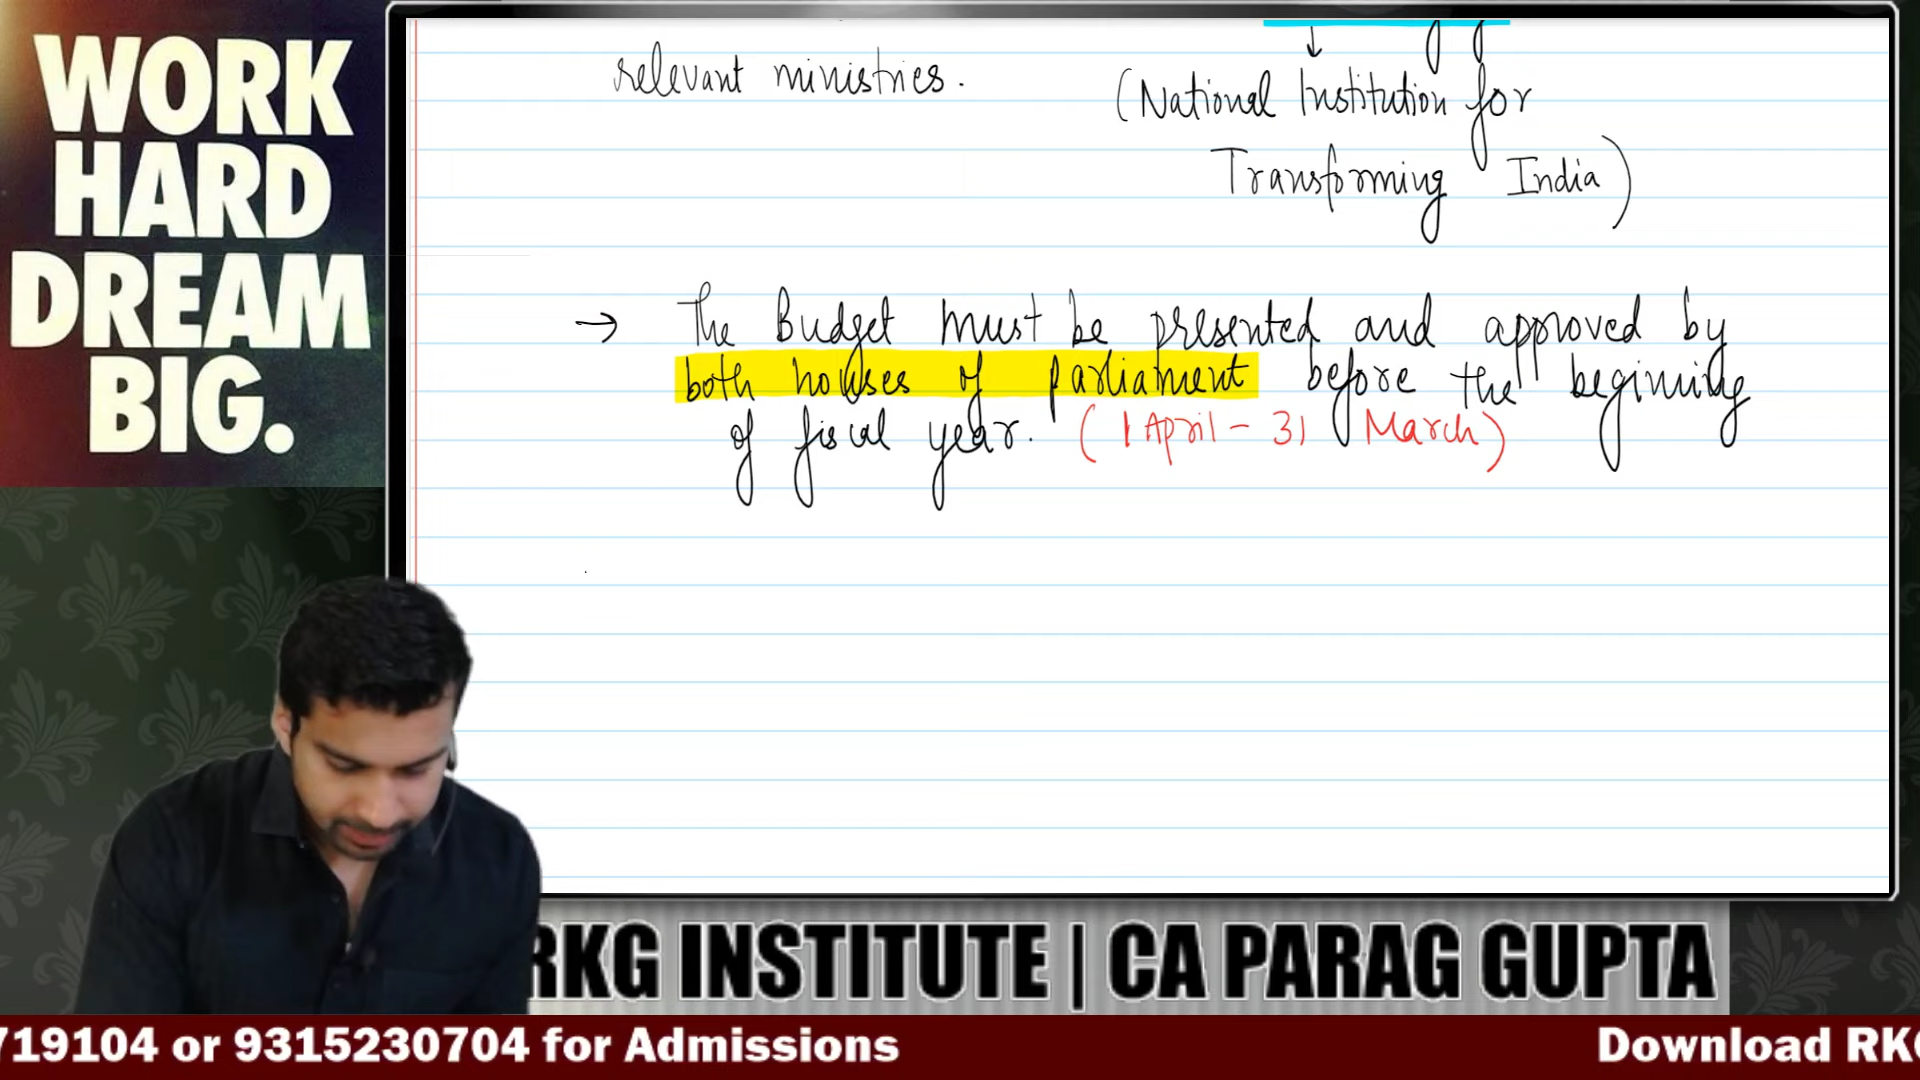 WORK
HARD
DREAM
BIG.
relevant ministries.
(National Institution for
Transforming India)
→ The Budget must be presented and approved by
both houses of parliament before the beginning
of fiscal year. (1 April - 31 March)
RKG INSTITUTE | CA PARAG GUPTA
719104 or 9315230704 for Admissions
Download RKG